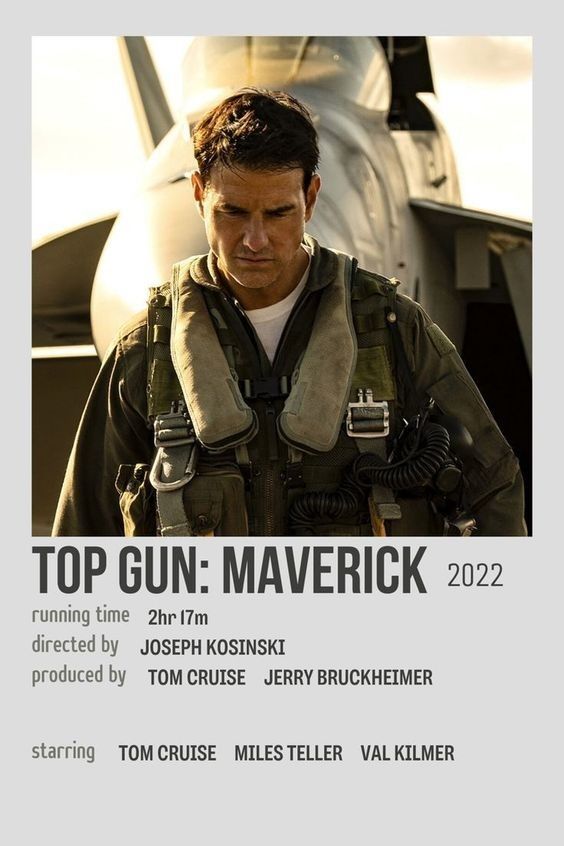 TOP GUN: MAVERICK 2022
running time 2hr 17m
directed by JOSEPH KOSINSKI
produced by TOM CRUISE JERRY BRUCKHEIMER
starring TOM CRUISE MILES TELLER VAL KILMER